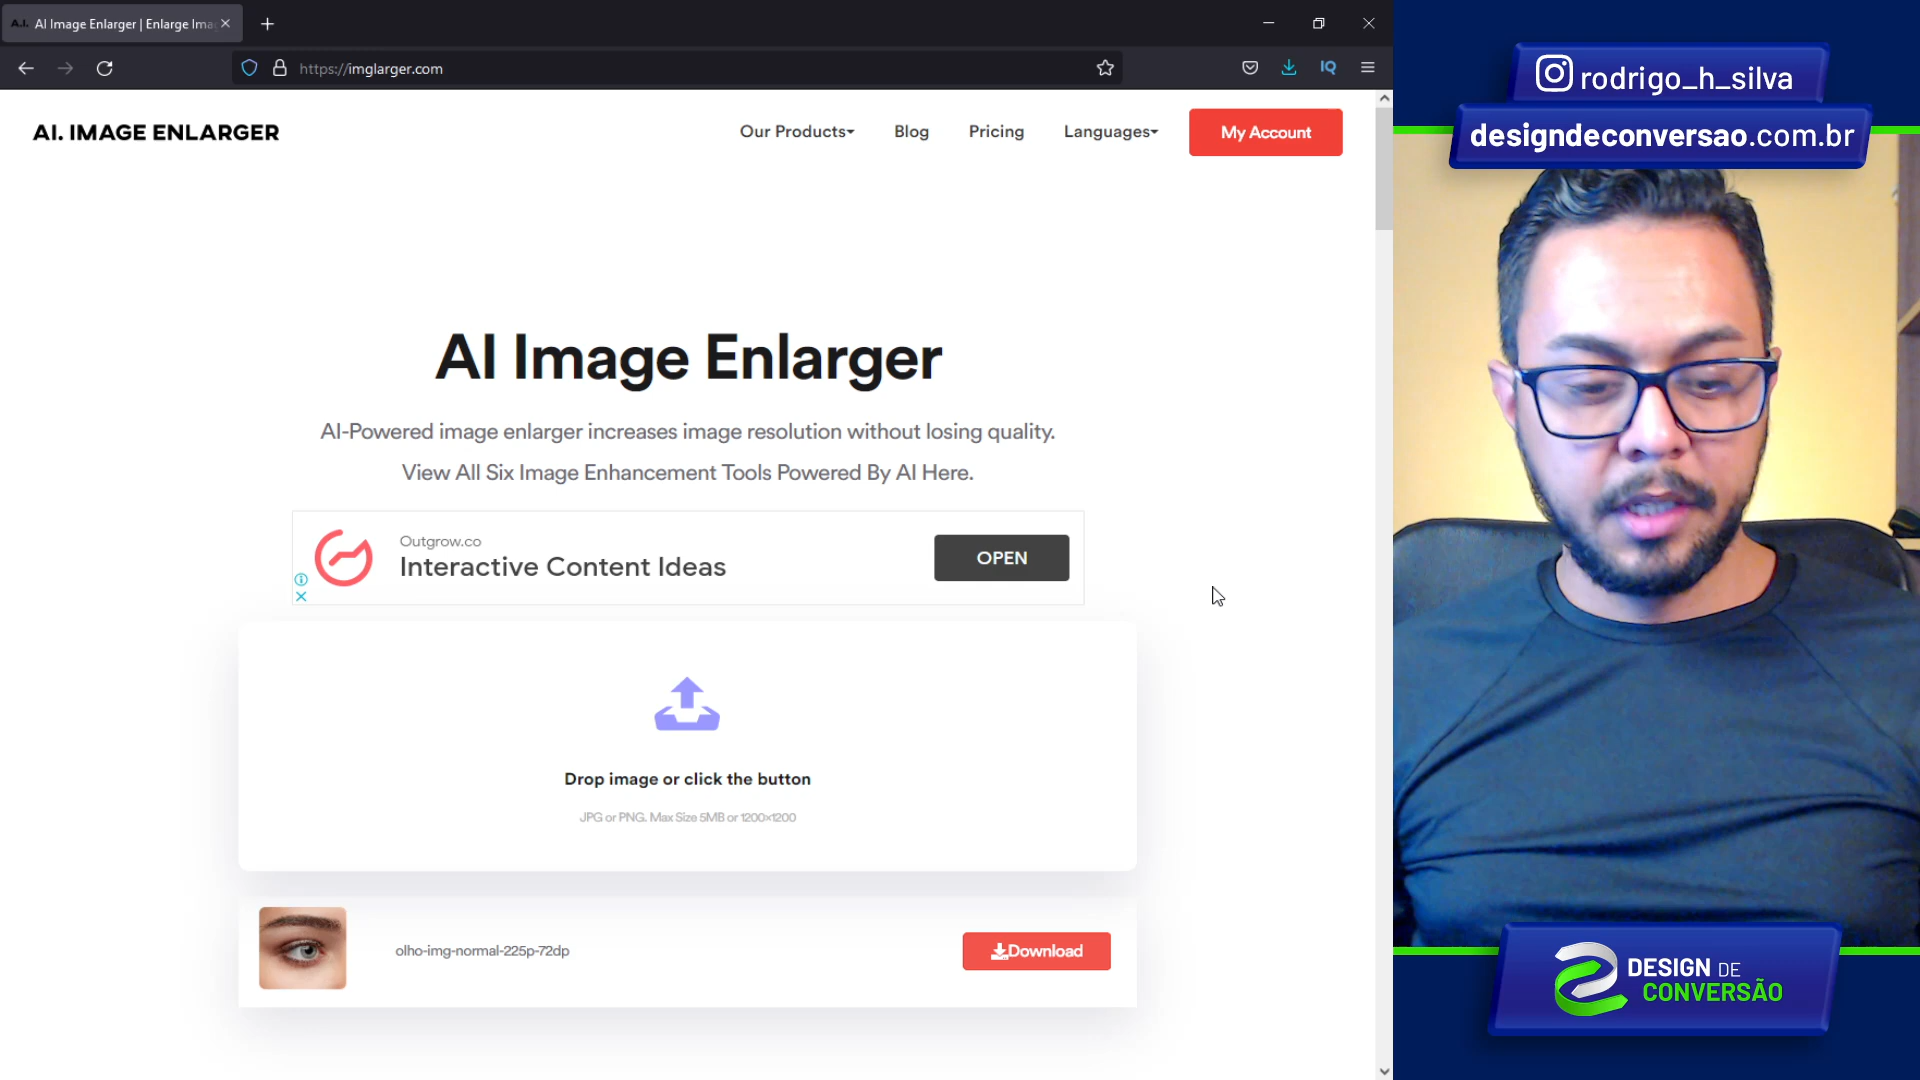 A.I. AI Image Enlarger | Enlarge Ima
https://imglarger.com
IQ
AI. IMAGE ENLARGER
Our Products
Blog
Pricing
Languages
My Account
AI Image Enlarger
AI-Powered image enlarger increases image resolution without losing quality.
View All Six Image Enhancement Tools Powered By AI Here.
Outgrow.co
Interactive Content Ideas
OPEN
Drop image or click the button
JPG or PNG. Max Size 5MB or 1200×1200
olho-img-normal-225p-72dp
Download
rodrigo_h_silva
designdeconversao.com.br
DESIGN DE
CONVERSÃO